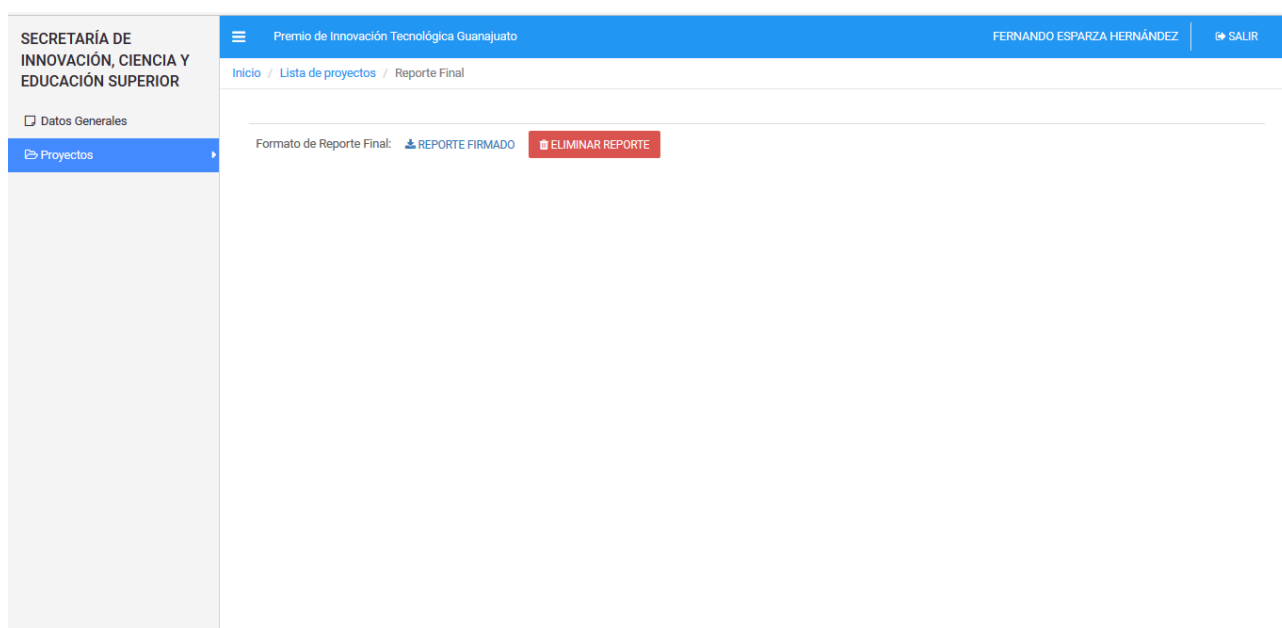 SECRETARÍA DE
INNOVACIÓN, CIENCIA Y
EDUCACIÓN SUPERIOR
Datos Generales
Proyectos
Premio de Innovación Tecnológica Guanajuato
FERNANDO ESPARZA HERNÁNDEZ
SALIR
Inicio / Lista de proyectos / Reporte Final
Formato de Reporte Final: REPORTE FIRMADO ELIMINAR REPORTE